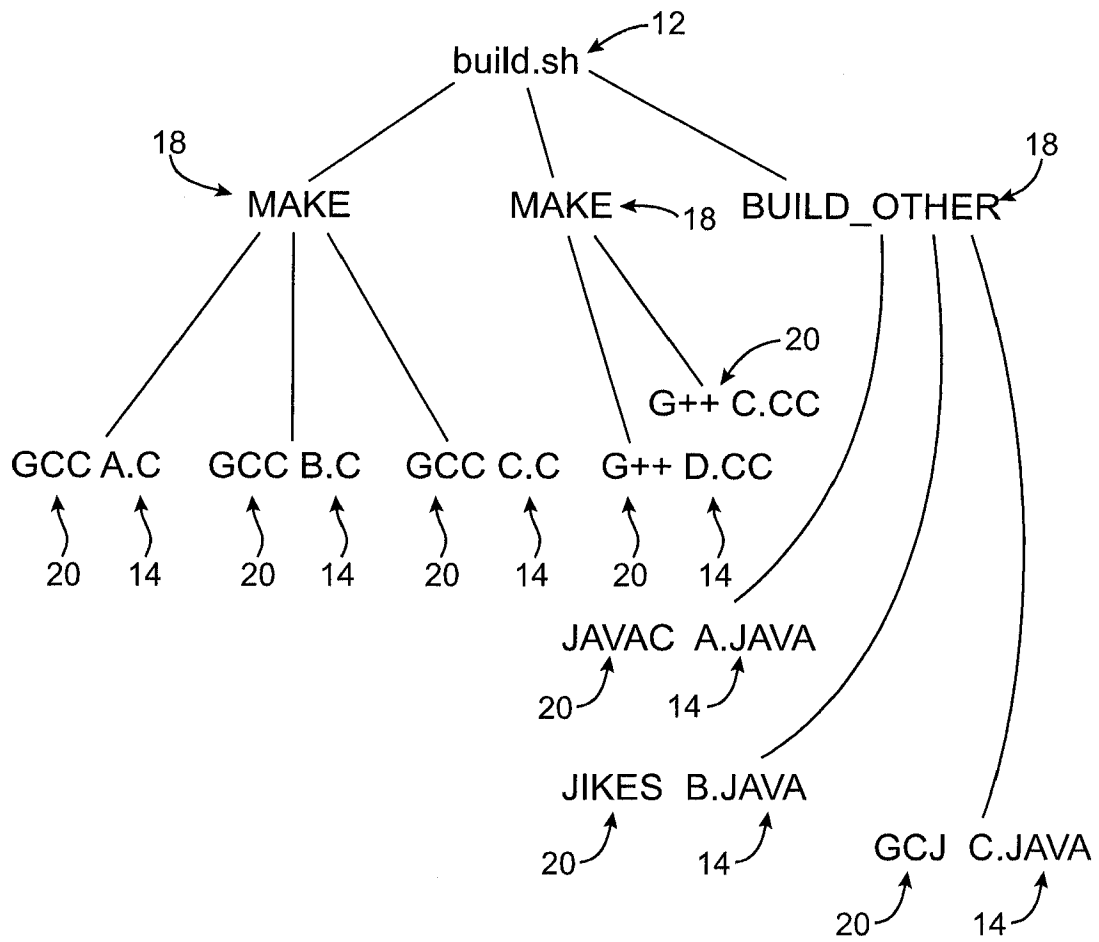 12
build.sh
18
18
MAKE
MAKE
18
BUILD_OTHER
20
G++ C.CC
GCC A.C
GCC B.C
GCC C.C
G++ D.CC
20
14
20
14
20
14
20
14
JAVAC A.JAVA
20
14
JIKES B.JAVA
20
14
GCJ C.JAVA
20
14